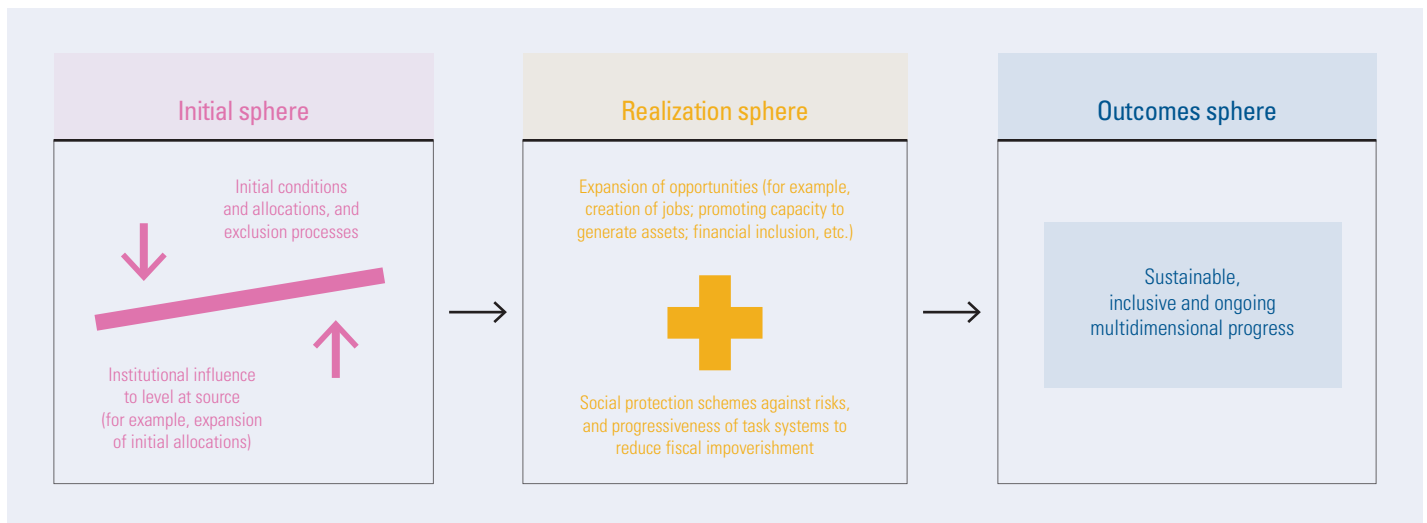 Initial sphere
Initial conditions
and allocations, and
exclusion processes
Institutional influence
to level at source
(for example, expansion
of initial allocations)
Realization sphere
Expansion of opportunities (for example,
creation of jobs; promoting capacity to
generate assets; financial inclusion, etc.)
Social protection schemes against risks,
and progressiveness of task systems to
reduce fiscal impoverishment
Outcomes sphere
Sustainable,
inclusive and ongoing
multidimensional progress